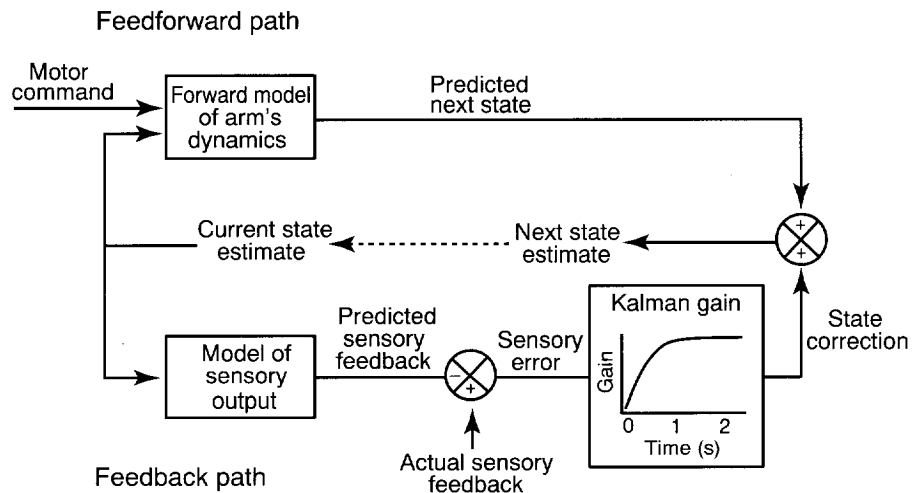 Feedforward path
Motor
command
Forward model
of arm's
dynamics
Predicted
next state
+
+
Current state
estimate
Next state
estimate
Kalman gain
Gain
0 1 2
Time (s)
State
correction
Model of
sensory
output
Predicted
sensory
feedback
−
+
Sensory
error
Actual sensory
feedback
Feedback path